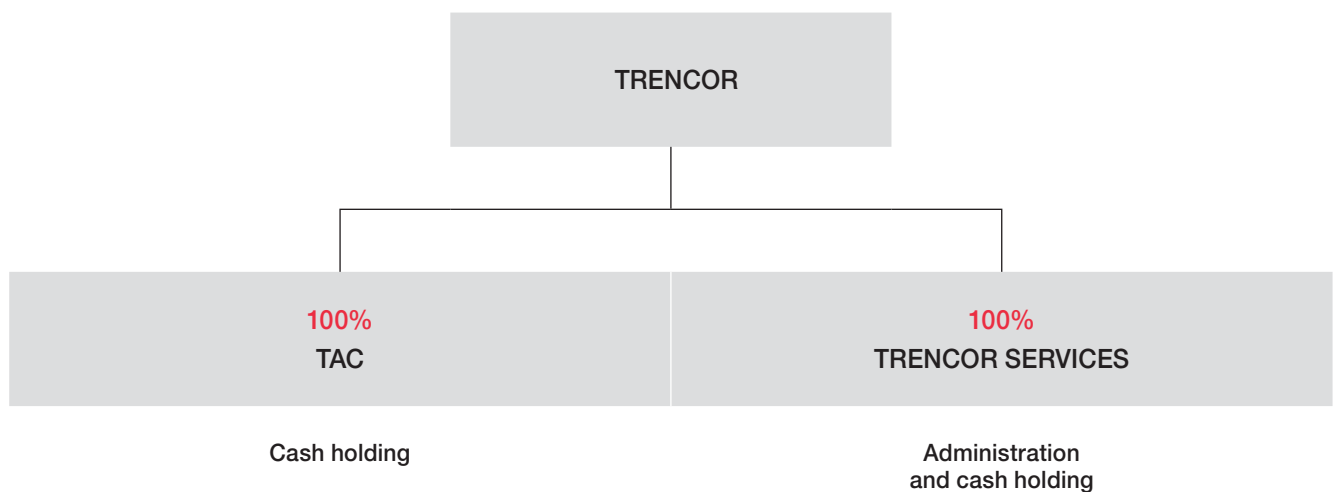 TRENCOR
100%
TAC
100%
TRENCOR SERVICES
Cash holding
Administration
and cash holding